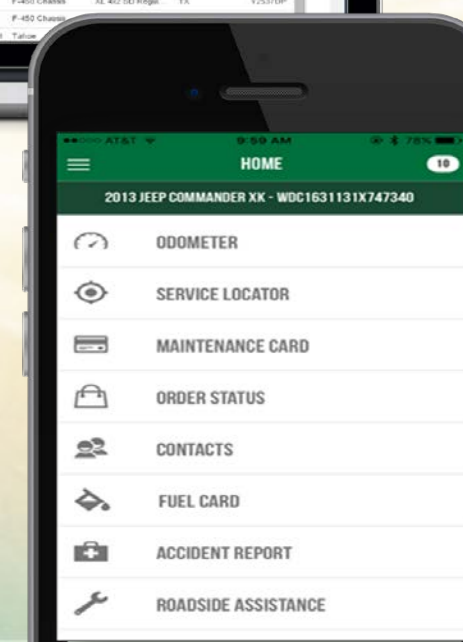 F-450 Chassis XL 4x2 SD Regul... TX
F-450 Chassis
Tahoe
AT&T 9:59 AM 78%
HOME 10
2013 JEEP COMMANDER XK - WDC1631131X747340
ODOMETER
SERVICE LOCATOR
MAINTENANCE CARD
ORDER STATUS
CONTACTS
FUEL CARD
ACCIDENT REPORT
ROADSIDE ASSISTANCE